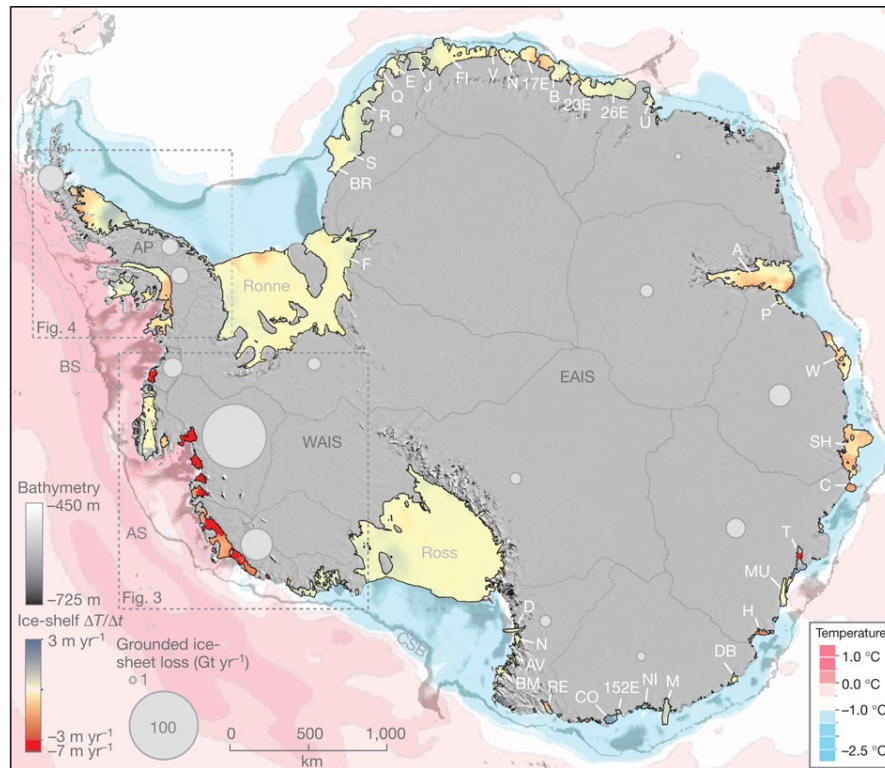 E
J
FI
V
N
17E
B
23E
26E
U
Q
R
S
BR
AP
Ronne
F
A
P
Fig. 4
BS
EAIS
W
WAIS
SH
C
Bathymetry
−450 m
−725 m
AS
Ross
T
MU
Fig. 3
Ice-shelf ΔT/Δt
3 m yr⁻¹
−3 m yr⁻¹
−7 m yr⁻¹
Grounded ice-
sheet loss (Gt yr⁻¹)
1
100
0 500 1,000
km
CSB
D
N
AV
BM
RE
CO
152E
NI
M
DB
H
Temperature
1.0 °C
0.0 °C
−1.0 °C
−2.5 °C